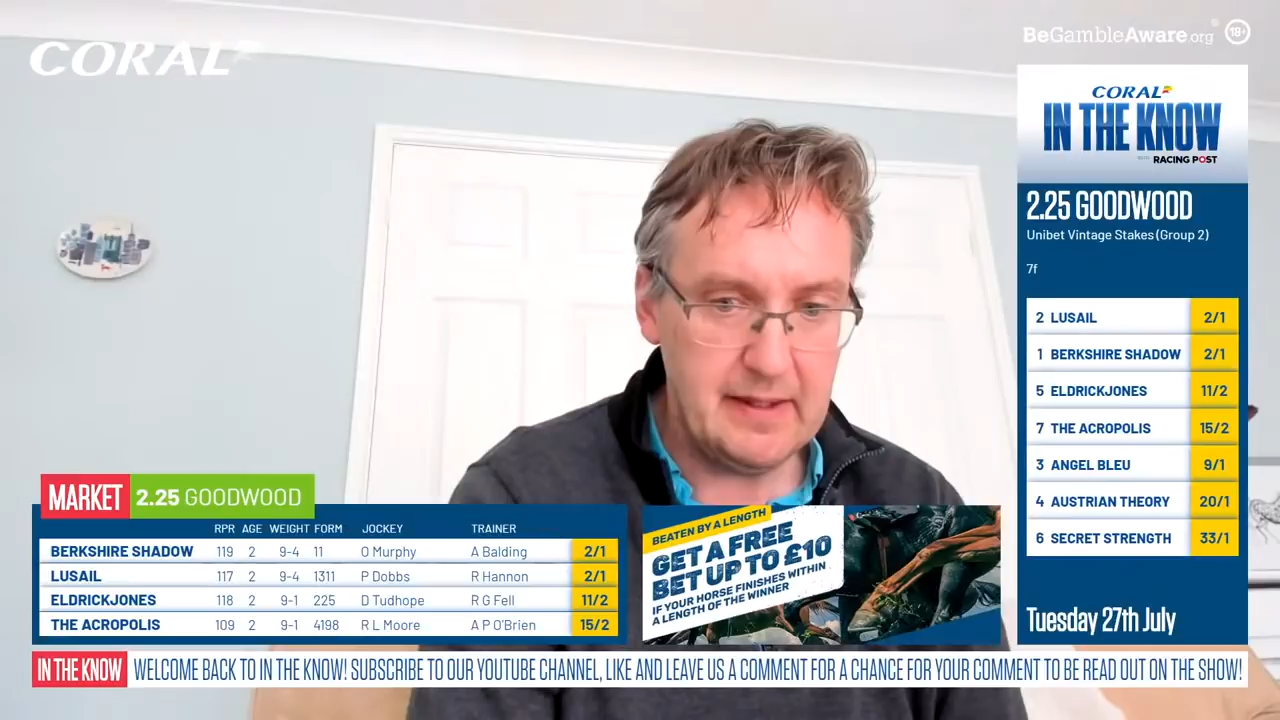 CORAL
BeGambleAware.org 18+
CORAL
IN THE KNOW
WITH RACING POST
2.25 GOODWOOD
Unibet Vintage Stakes (Group 2)
7f
2 LUSAIL 2/1
1 BERKSHIRE SHADOW 2/1
5 ELDRICKJONES 11/2
7 THE ACROPOLIS 15/2
3 ANGEL BLEU 9/1
4 AUSTRIAN THEORY 20/1
6 SECRET STRENGTH 33/1
Tuesday 27th July
MARKET 2.25 GOODWOOD
RPR AGE WEIGHT FORM JOCKEY TRAINER
BERKSHIRE SHADOW 119 2 9-4 11 O Murphy A Balding 2/1
LUSAIL 117 2 9-4 1311 P Dobbs R Hannon 2/1
ELDRICKJONES 118 2 9-1 225 D Tudhope R G Fell 11/2
THE ACROPOLIS 109 2 9-1 4198 R L Moore A P O'Brien 15/2
BEATEN BY A LENGTH
GET A FREE
BET UP TO £10
IF YOUR HORSE FINISHES WITHIN
A LENGTH OF THE WINNER
IN THE KNOW WELCOME BACK TO IN THE KNOW! SUBSCRIBE TO OUR YOUTUBE CHANNEL, LIKE AND LEAVE US A COMMENT FOR A CHANCE FOR YOUR COMMENT TO BE READ OUT ON THE SHOW!